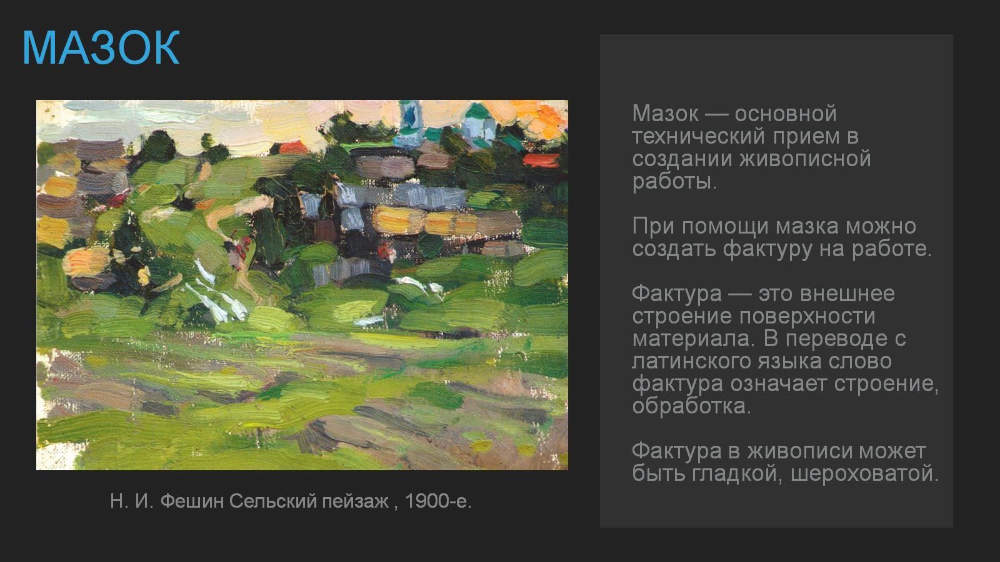 МАЗОК
Мазок — основной
технический прием в
создании живописной
работы.
При помощи мазка можно
создать фактуру на работе.
Фактура — это внешнее
строение поверхности
материала. В переводе с
латинского языка слово
фактура означает строение,
обработка.
Фактура в живописи может
быть гладкой, шероховатой.
Н. И. Фешин Сельский пейзаж , 1900-е.